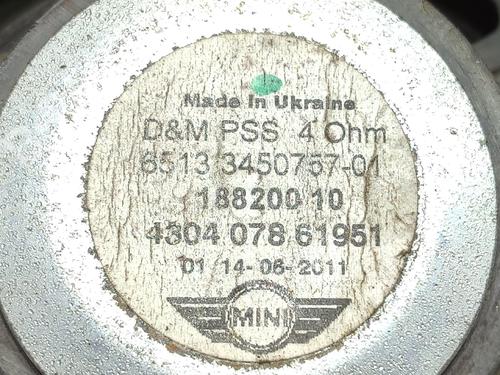 Made In Ukraine
D&M PSS 4 Ohm
6513 3450757-01
188200 10
4304 078 61951
01 14-06-2011
MINI